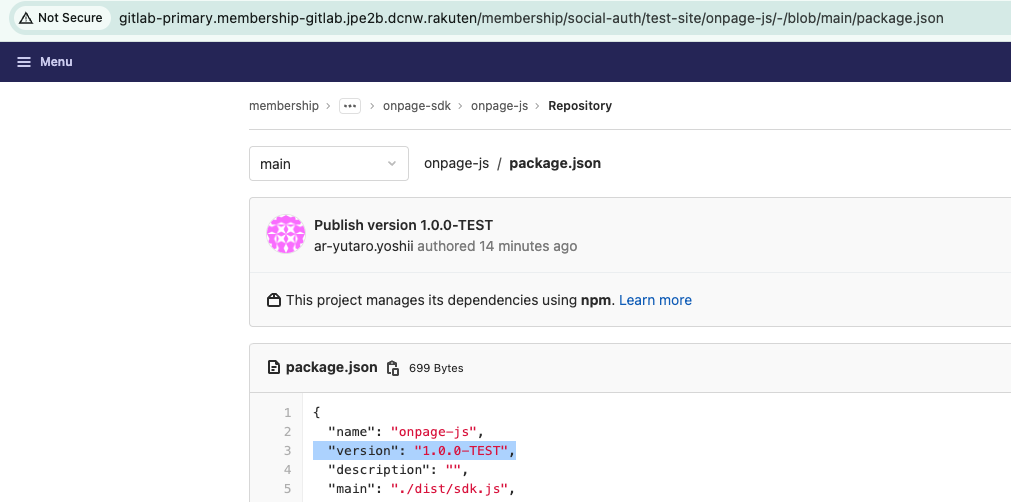 Not Secure gitlab-primary.membership-gitlab.jpe2b.dcnw.rakuten/membership/social-auth/test-site/onpage-js/-/blob/main/package.json
Menu
membership › ... › onpage-sdk › onpage-js › Repository
main onpage-js / package.json
Publish version 1.0.0-TEST
ar-yutaro.yoshii authored 14 minutes ago
This project manages its dependencies using npm. Learn more
package.json 699 Bytes
1 {
2 "name": "onpage-js",
3 "version": "1.0.0-TEST",
4 "description": "",
5 "main": "./dist/sdk.js",